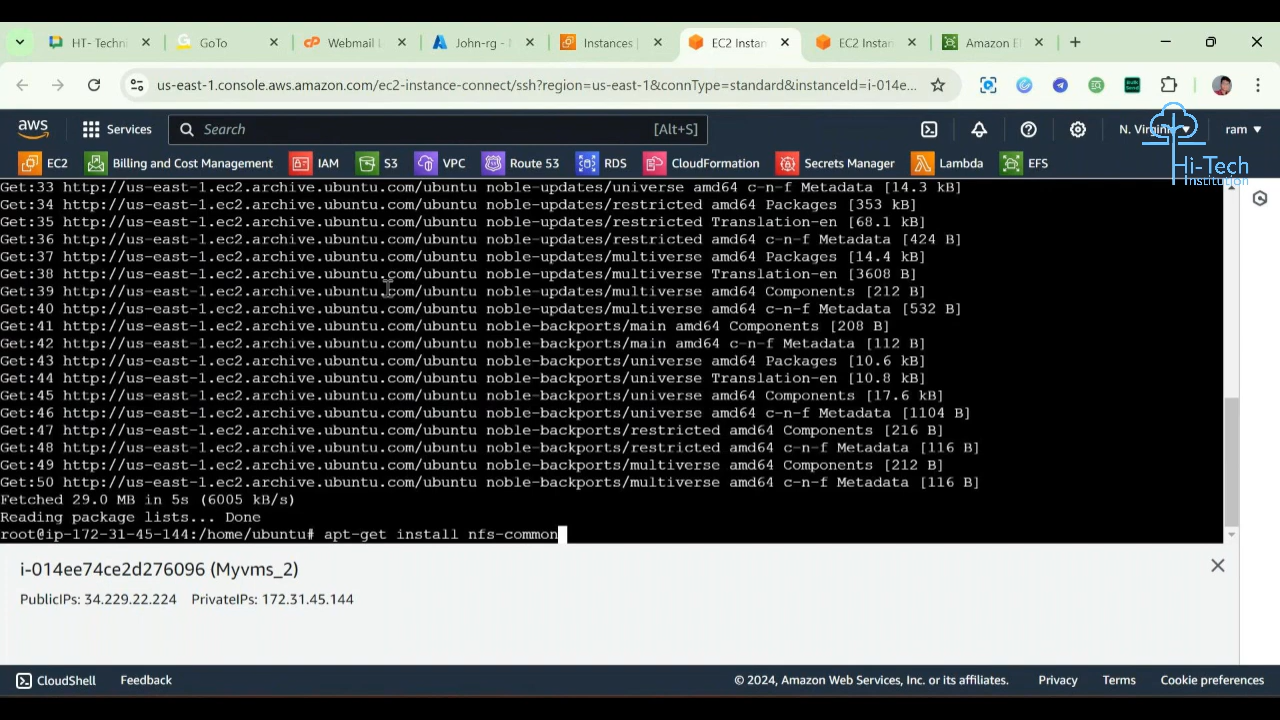 HT- Techni
GoTo
Webmail L
John-rg -
Instances |
EC2 Instan
EC2 Instan
Amazon E
us-east-1.console.aws.amazon.com/ec2-instance-connect/ssh?region=us-east-1&connType=standard&instanceId=i-014e...
aws
Services
Search
[Alt+S]
N. Virginia
ram
EC2
Billing and Cost Management
IAM
S3
VPC
Route 53
RDS
CloudFormation
Secrets Manager
Lambda
EFS
Hi-Tech
Institution
Get:33 http://us-east-1.ec2.archive.ubuntu.com/ubuntu noble-updates/universe amd64 c-n-f Metadata [14.3 kB]
Get:34 http://us-east-1.ec2.archive.ubuntu.com/ubuntu noble-updates/restricted amd64 Packages [353 kB]
Get:35 http://us-east-1.ec2.archive.ubuntu.com/ubuntu noble-updates/restricted Translation-en [68.1 kB]
Get:36 http://us-east-1.ec2.archive.ubuntu.com/ubuntu noble-updates/restricted amd64 c-n-f Metadata [424 B]
Get:37 http://us-east-1.ec2.archive.ubuntu.com/ubuntu noble-updates/multiverse amd64 Packages [14.4 kB]
Get:38 http://us-east-1.ec2.archive.ubuntu.com/ubuntu noble-updates/multiverse Translation-en [3608 B]
Get:39 http://us-east-1.ec2.archive.ubuntu.com/ubuntu noble-updates/multiverse amd64 Components [212 B]
Get:40 http://us-east-1.ec2.archive.ubuntu.com/ubuntu noble-updates/multiverse amd64 c-n-f Metadata [532 B]
Get:41 http://us-east-1.ec2.archive.ubuntu.com/ubuntu noble-backports/main amd64 Components [208 B]
Get:42 http://us-east-1.ec2.archive.ubuntu.com/ubuntu noble-backports/main amd64 c-n-f Metadata [112 B]
Get:43 http://us-east-1.ec2.archive.ubuntu.com/ubuntu noble-backports/universe amd64 Packages [10.6 kB]
Get:44 http://us-east-1.ec2.archive.ubuntu.com/ubuntu noble-backports/universe Translation-en [10.8 kB]
Get:45 http://us-east-1.ec2.archive.ubuntu.com/ubuntu noble-backports/universe amd64 Components [17.6 kB]
Get:46 http://us-east-1.ec2.archive.ubuntu.com/ubuntu noble-backports/universe amd64 c-n-f Metadata [1104 B]
Get:47 http://us-east-1.ec2.archive.ubuntu.com/ubuntu noble-backports/restricted amd64 Components [216 B]
Get:48 http://us-east-1.ec2.archive.ubuntu.com/ubuntu noble-backports/restricted amd64 c-n-f Metadata [116 B]
Get:49 http://us-east-1.ec2.archive.ubuntu.com/ubuntu noble-backports/multiverse amd64 Components [212 B]
Get:50 http://us-east-1.ec2.archive.ubuntu.com/ubuntu noble-backports/multiverse amd64 c-n-f Metadata [116 B]
Fetched 29.0 MB in 5s (6005 kB/s)
Reading package lists... Done
root@ip-172-31-45-144:/home/ubuntu# apt-get install nfs-common
i-014ee74ce2d276096 (Myvms_2)
PublicIPs: 34.229.22.224 PrivateIPs: 172.31.45.144
CloudShell
Feedback
© 2024, Amazon Web Services, Inc. or its affiliates.
Privacy
Terms
Cookie preferences